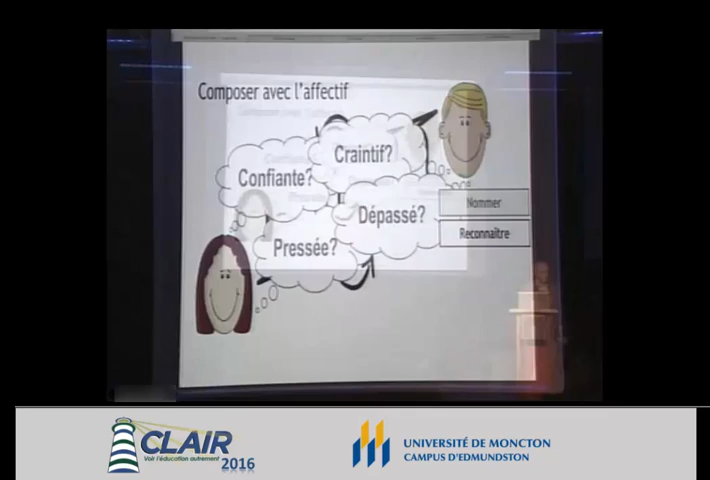 Composer avec l'affectif
Craintif?
Confiante?
Dépassé?
Pressée?
Nommer
Reconnaître
CLAIR
Voir l'éducation autrement
2016
UNIVERSITÉ DE MONCTON
CAMPUS D'EDMUNDSTON